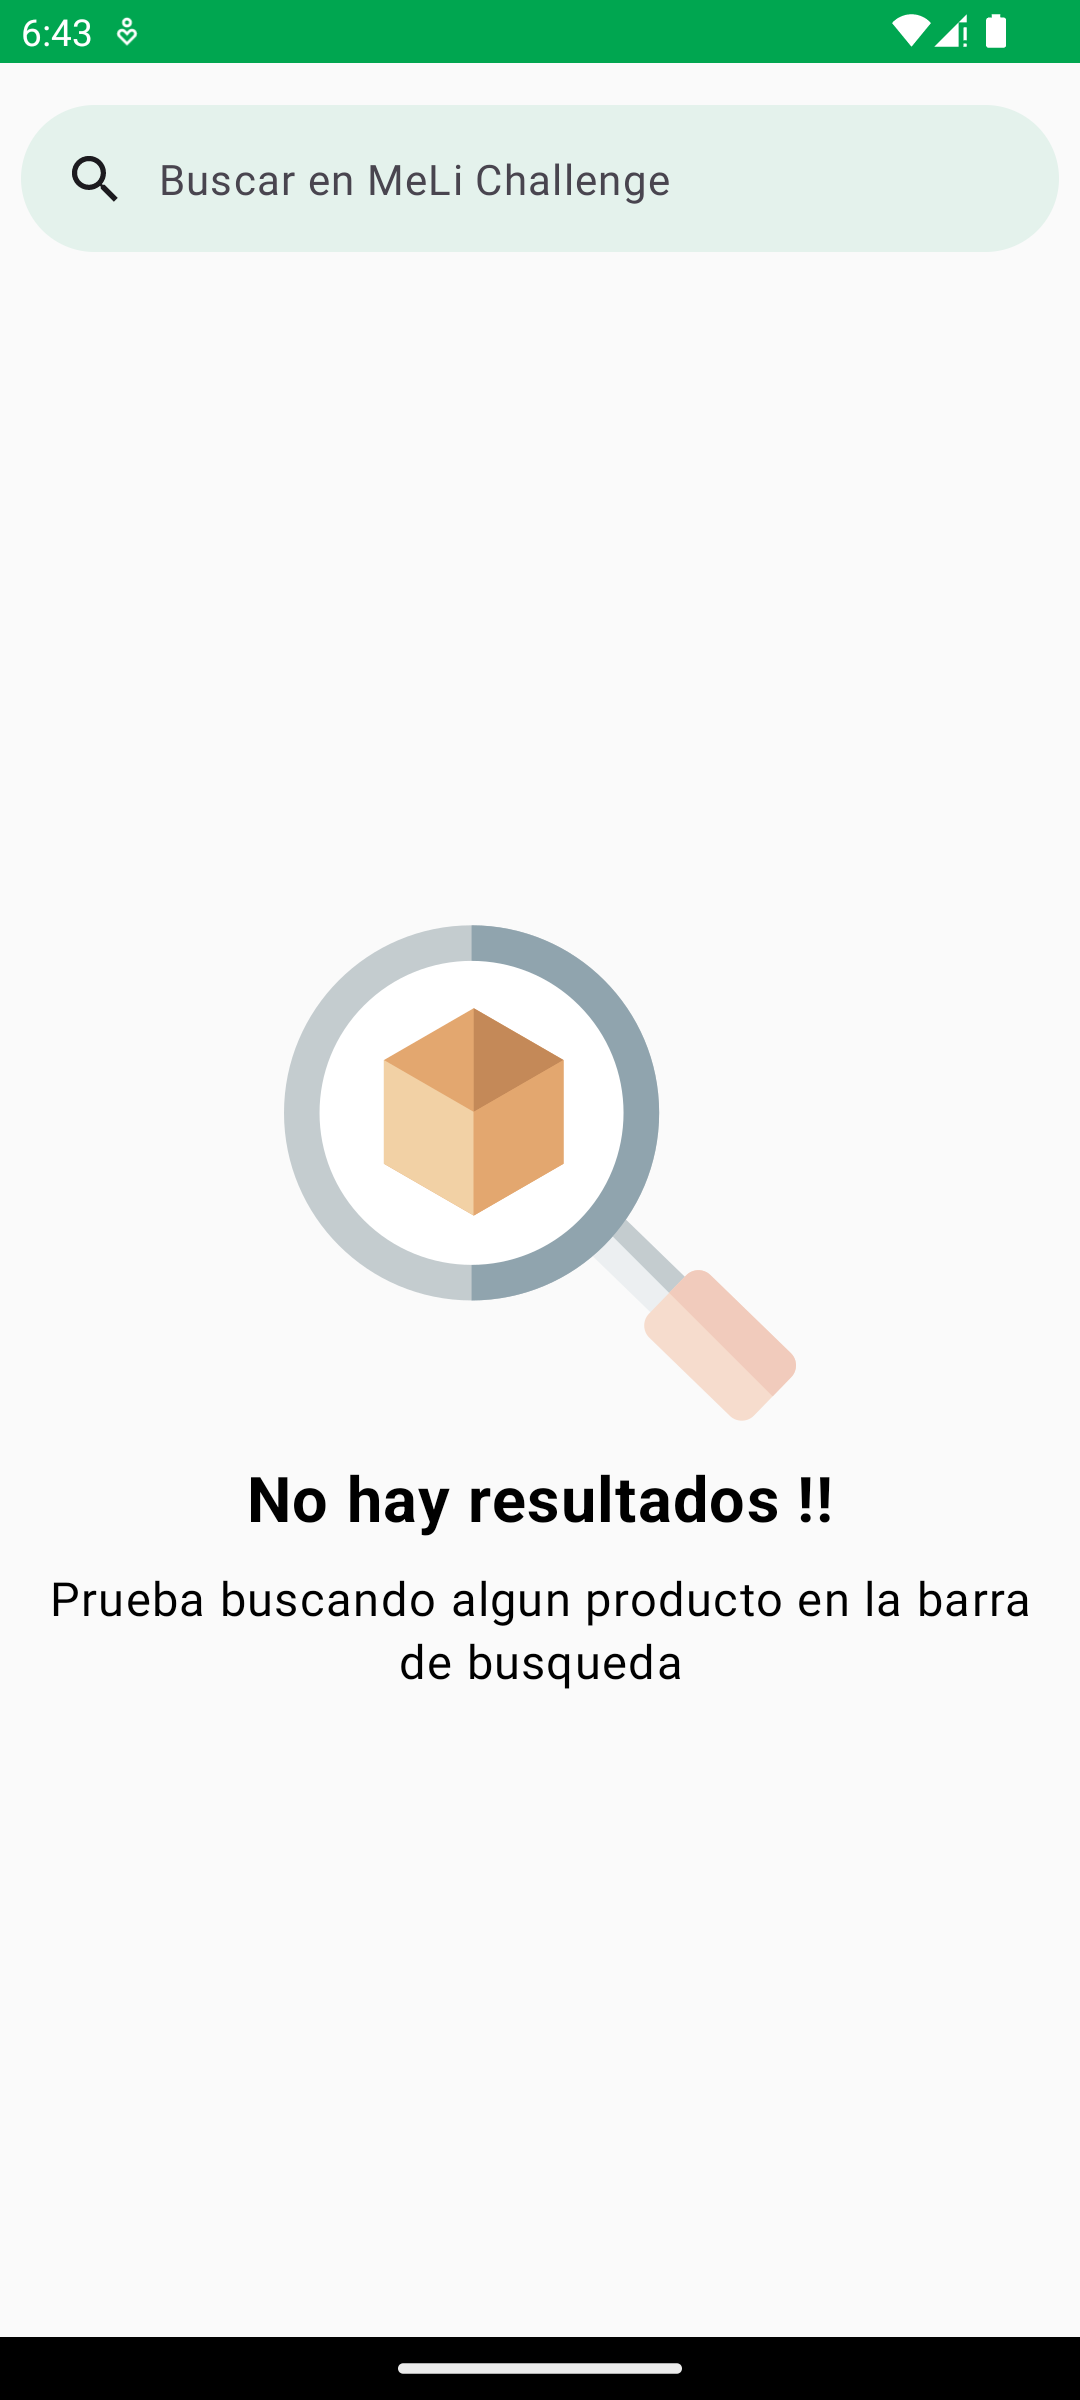 6:43
Buscar en MeLi Challenge
No hay resultados !!
Prueba buscando algun producto en la barra
de busqueda